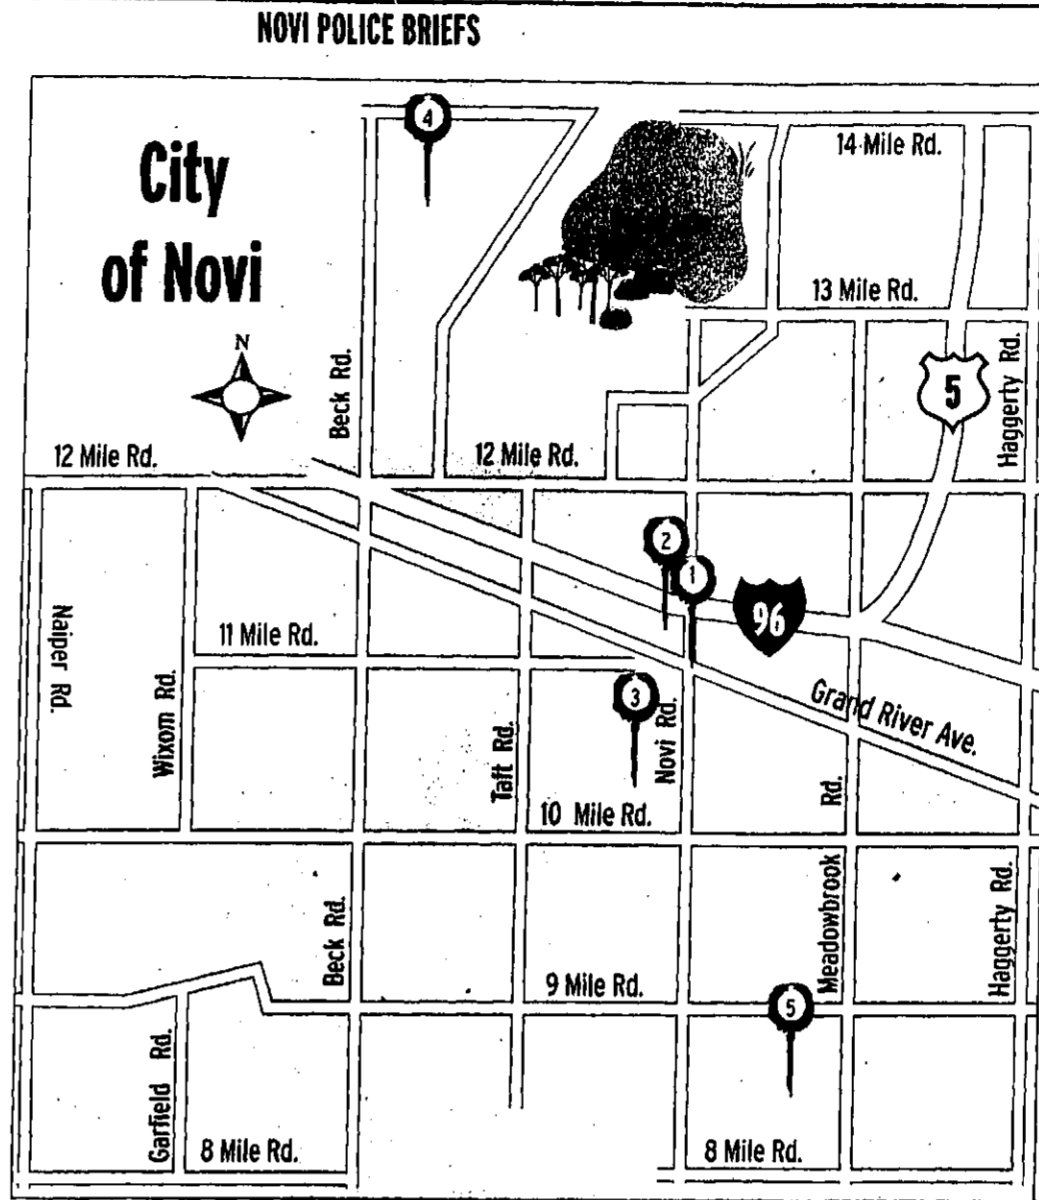 NOVI POLICE BRIEFS
City
of Novi
N
4
14 Mile Rd.
13 Mile Rd.
5
Haggerty Rd.
Beck Rd.
12 Mile Rd.
12 Mile Rd.
2
1
96
Naiper Rd.
11 Mile Rd.
Wixom Rd.
3
Novi Rd.
Taft Rd.
Grand River Ave.
10 Mile Rd.
Meadowbrook Rd.
Beck Rd.
Haggerty Rd.
9 Mile Rd.
5
Garfield Rd.
8 Mile Rd.
8 Mile Rd.